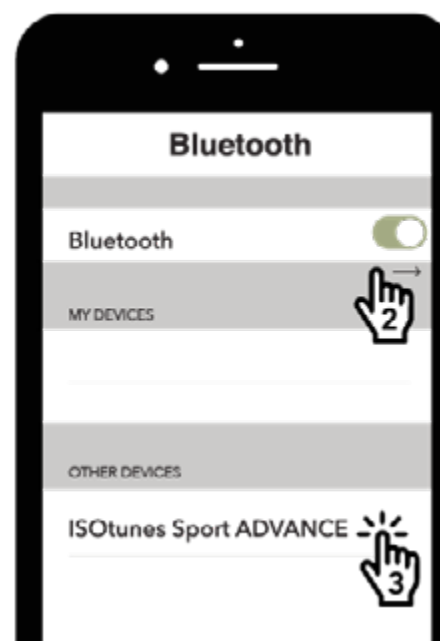 Bluetooth
Bluetooth
2
MY DEVICES
OTHER DEVICES
ISOtunes Sport ADVANCE
3